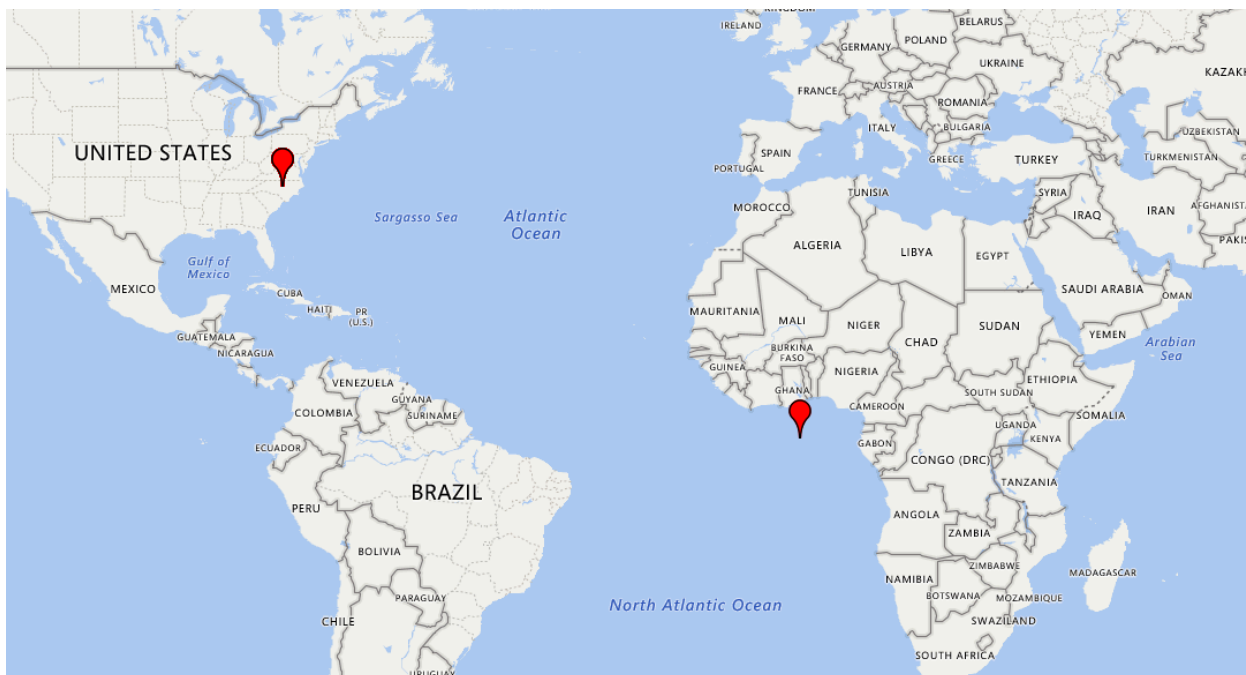 KINGDOM
IRELAND
BELARUS
POLAND
GERMANY
UKRAINE
KAZAKH
FRANCE
AUSTRIA
ROMANIA
ITALY
BULGARIA
UZBEKISTAN
UNITED STATES
SPAIN
PORTUGAL
GREECE
TURKEY
TURKMENISTAN
TUNISIA
SYRIA
MOROCCO
IRAQ
IRAN
AFGHANISTA
Sargasso Sea
Atlantic
Ocean
ALGERIA
LIBYA
EGYPT
PAKIS
Gulf of
Mexico
MEXICO
CUBA
HAITI
PR
(U.S.)
SAUDI ARABIA
OMAN
MAURITANIA
MALI
NIGER
CHAD
SUDAN
YEMEN
Arabian
Sea
GUATEMALA
NICARAGUA
BURKINA
FASO
GUINEA
NIGERIA
ETHIOPIA
VENEZUELA
GUYANA
SURINAME
COLOMBIA
GHANA
CAMEROON
SOUTH SUDAN
SOMALIA
ECUADOR
GABON
UGANDA
KENYA
CONGO (DRC)
BRAZIL
TANZANIA
PERU
ANGOLA
ZAMBIA
BOLIVIA
ZIMBABWE
MADAGASCAR
NAMIBIA
BOTSWANA
MOZAMBIQUE
PARAGUAY
North Atlantic Ocean
CHILE
SWAZILAND
SOUTH AFRICA
URUGUAY